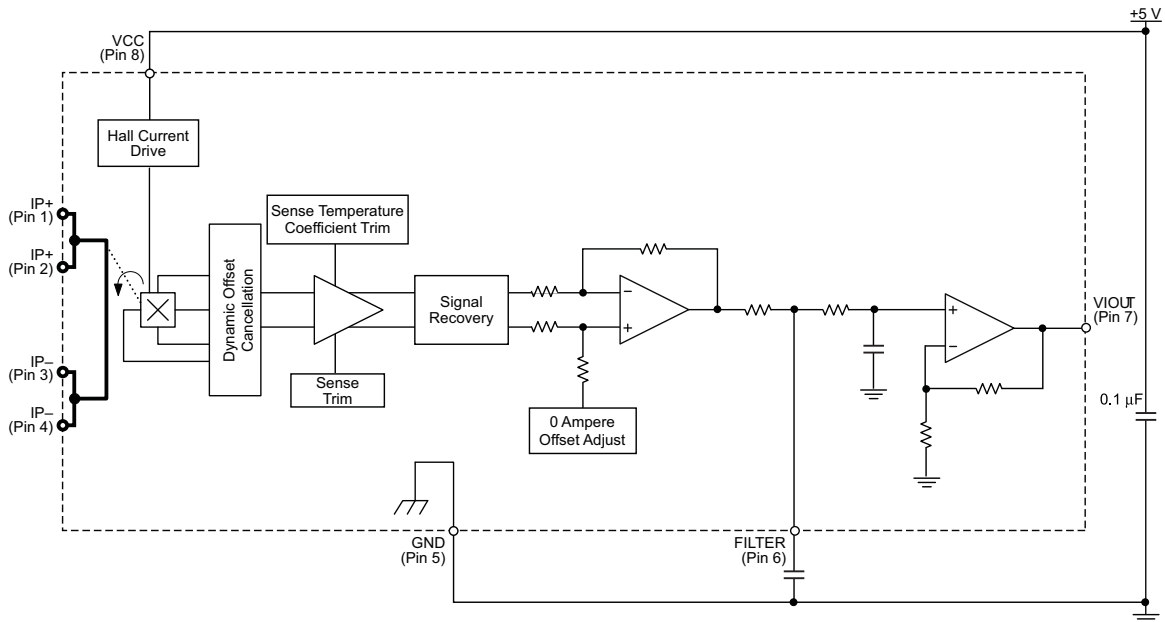 +5 V
VCC
(Pin 8)
Hall Current
Drive
IP+
(Pin 1)
IP+
(Pin 2)
IP–
(Pin 3)
IP–
(Pin 4)
Dynamic Offset
Cancellation
Sense Temperature
Coefficient Trim
Sense
Trim
Signal
Recovery
0 Ampere
Offset Adjust
−
+
+
−
VIOUT
(Pin 7)
0.1 μF
GND
(Pin 5)
FILTER
(Pin 6)